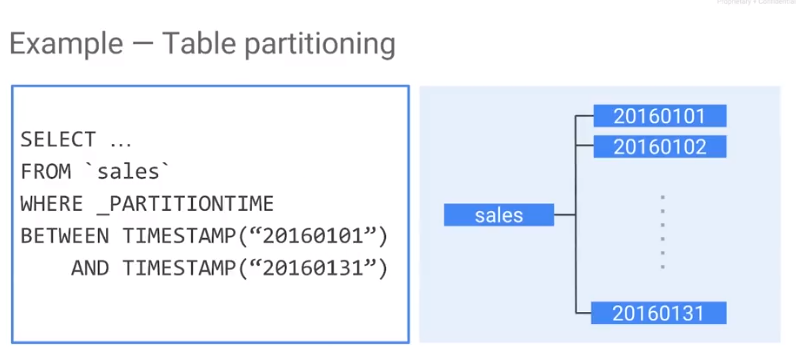 Proprietary + Confidential
Example — Table partitioning
SELECT …
FROM `sales`
WHERE _PARTITIONTIME
BETWEEN TIMESTAMP(“20160101”)
AND TIMESTAMP(“20160131”)
sales
20160101
20160102
20160131